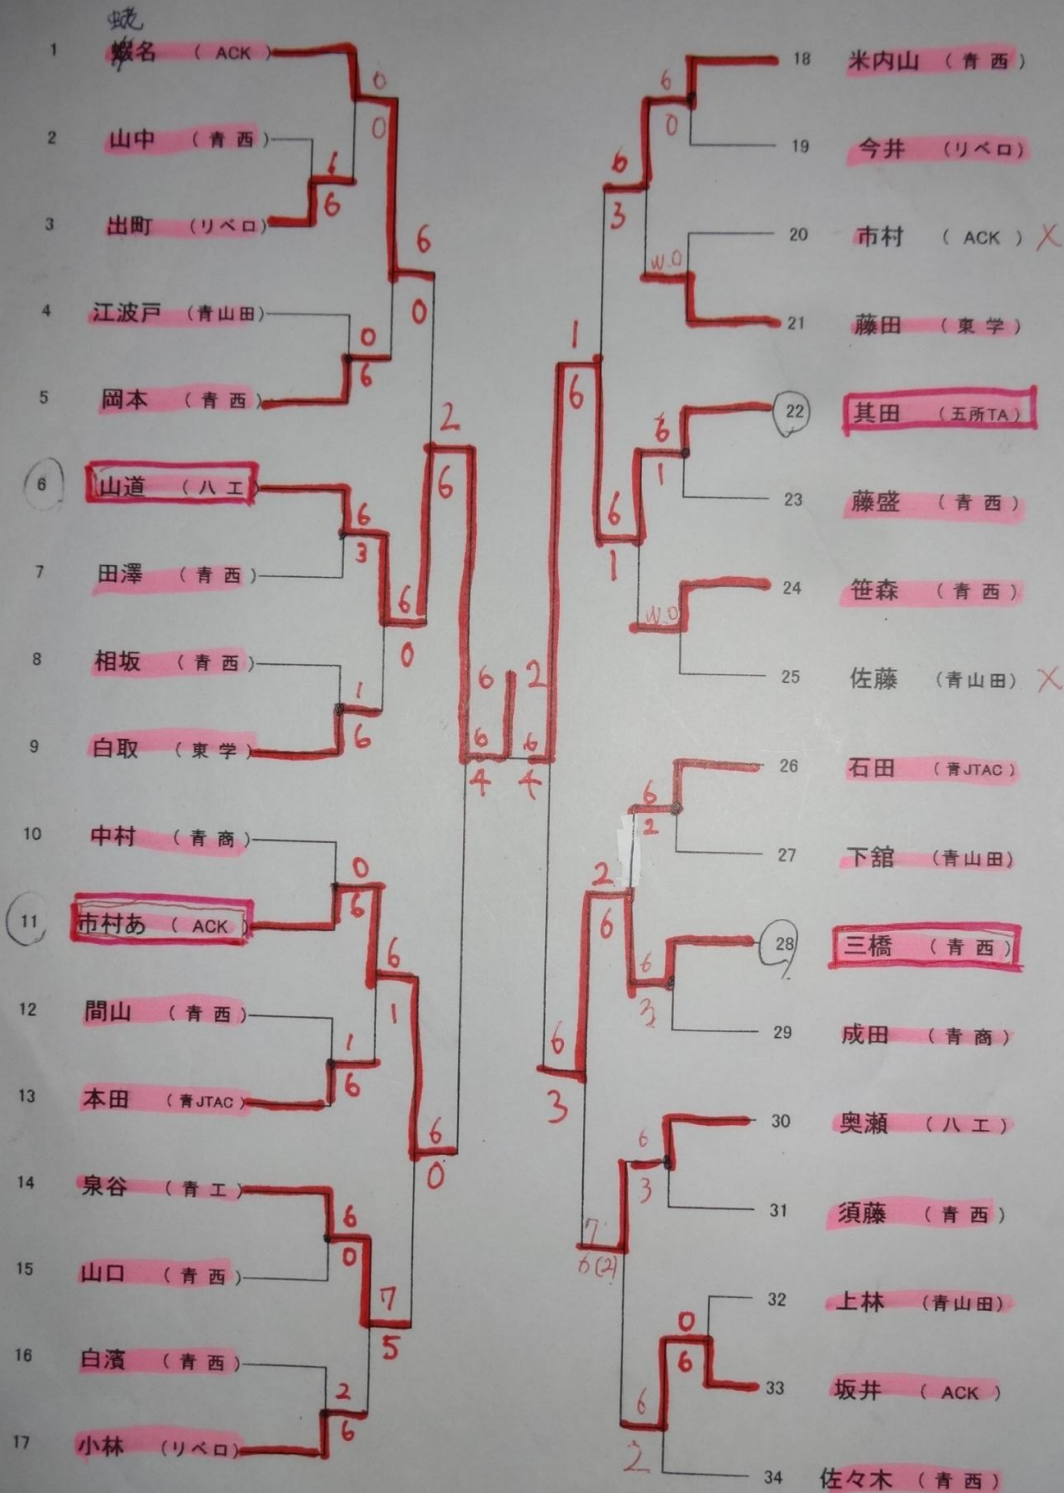 蛯
1 蝦名 ( ACK )
2 山中 ( 青 西 )
3 出町 (リベロ)
4 江波戸 (青山田)
5 岡本 ( 青 西 )
6 山道 ( 八 工 )
7 田澤 ( 青 西 )
8 相坂 ( 青 西 )
9 白取 ( 東 学 )
10 中村 ( 青 商 )
11 市村あ ( ACK )
12 間山 ( 青 西 )
13 本田 ( 青JTAC )
14 泉谷 ( 青 工 )
15 山口 ( 青 西 )
16 白濱 ( 青 西 )
17 小林 (リベロ)
0
0
6
6
0
6
6
0
6
3
1
6
6
0
2
6
0
6
1
6
6
1
6
0
2
6
7
5
6
0
6
4
6 2
6
4
18 米内山 ( 青 西 )
19 今井 (リベロ)
20 市村 ( ACK ) X
21 藤田 ( 東 学 )
22 其田 ( 五所TA )
23 藤盛 ( 青 西 )
24 笹森 ( 青 西 )
25 佐藤 (青山田) X
26 石田 ( 青JTAC )
27 下舘 (青山田)
28 三橋 ( 青 西 )
29 成田 ( 青 商 )
30 奥瀬 ( 八 工 )
31 須藤 ( 青 西 )
32 上林 (青山田)
33 坂井 ( ACK )
34 佐々木 ( 青 西 )
6
0
W.O
6
3
6
1
W.O
6
1
1
6
6
2
6
3
2
6
6
3
0
6
6
2
7
6(2)
6
3